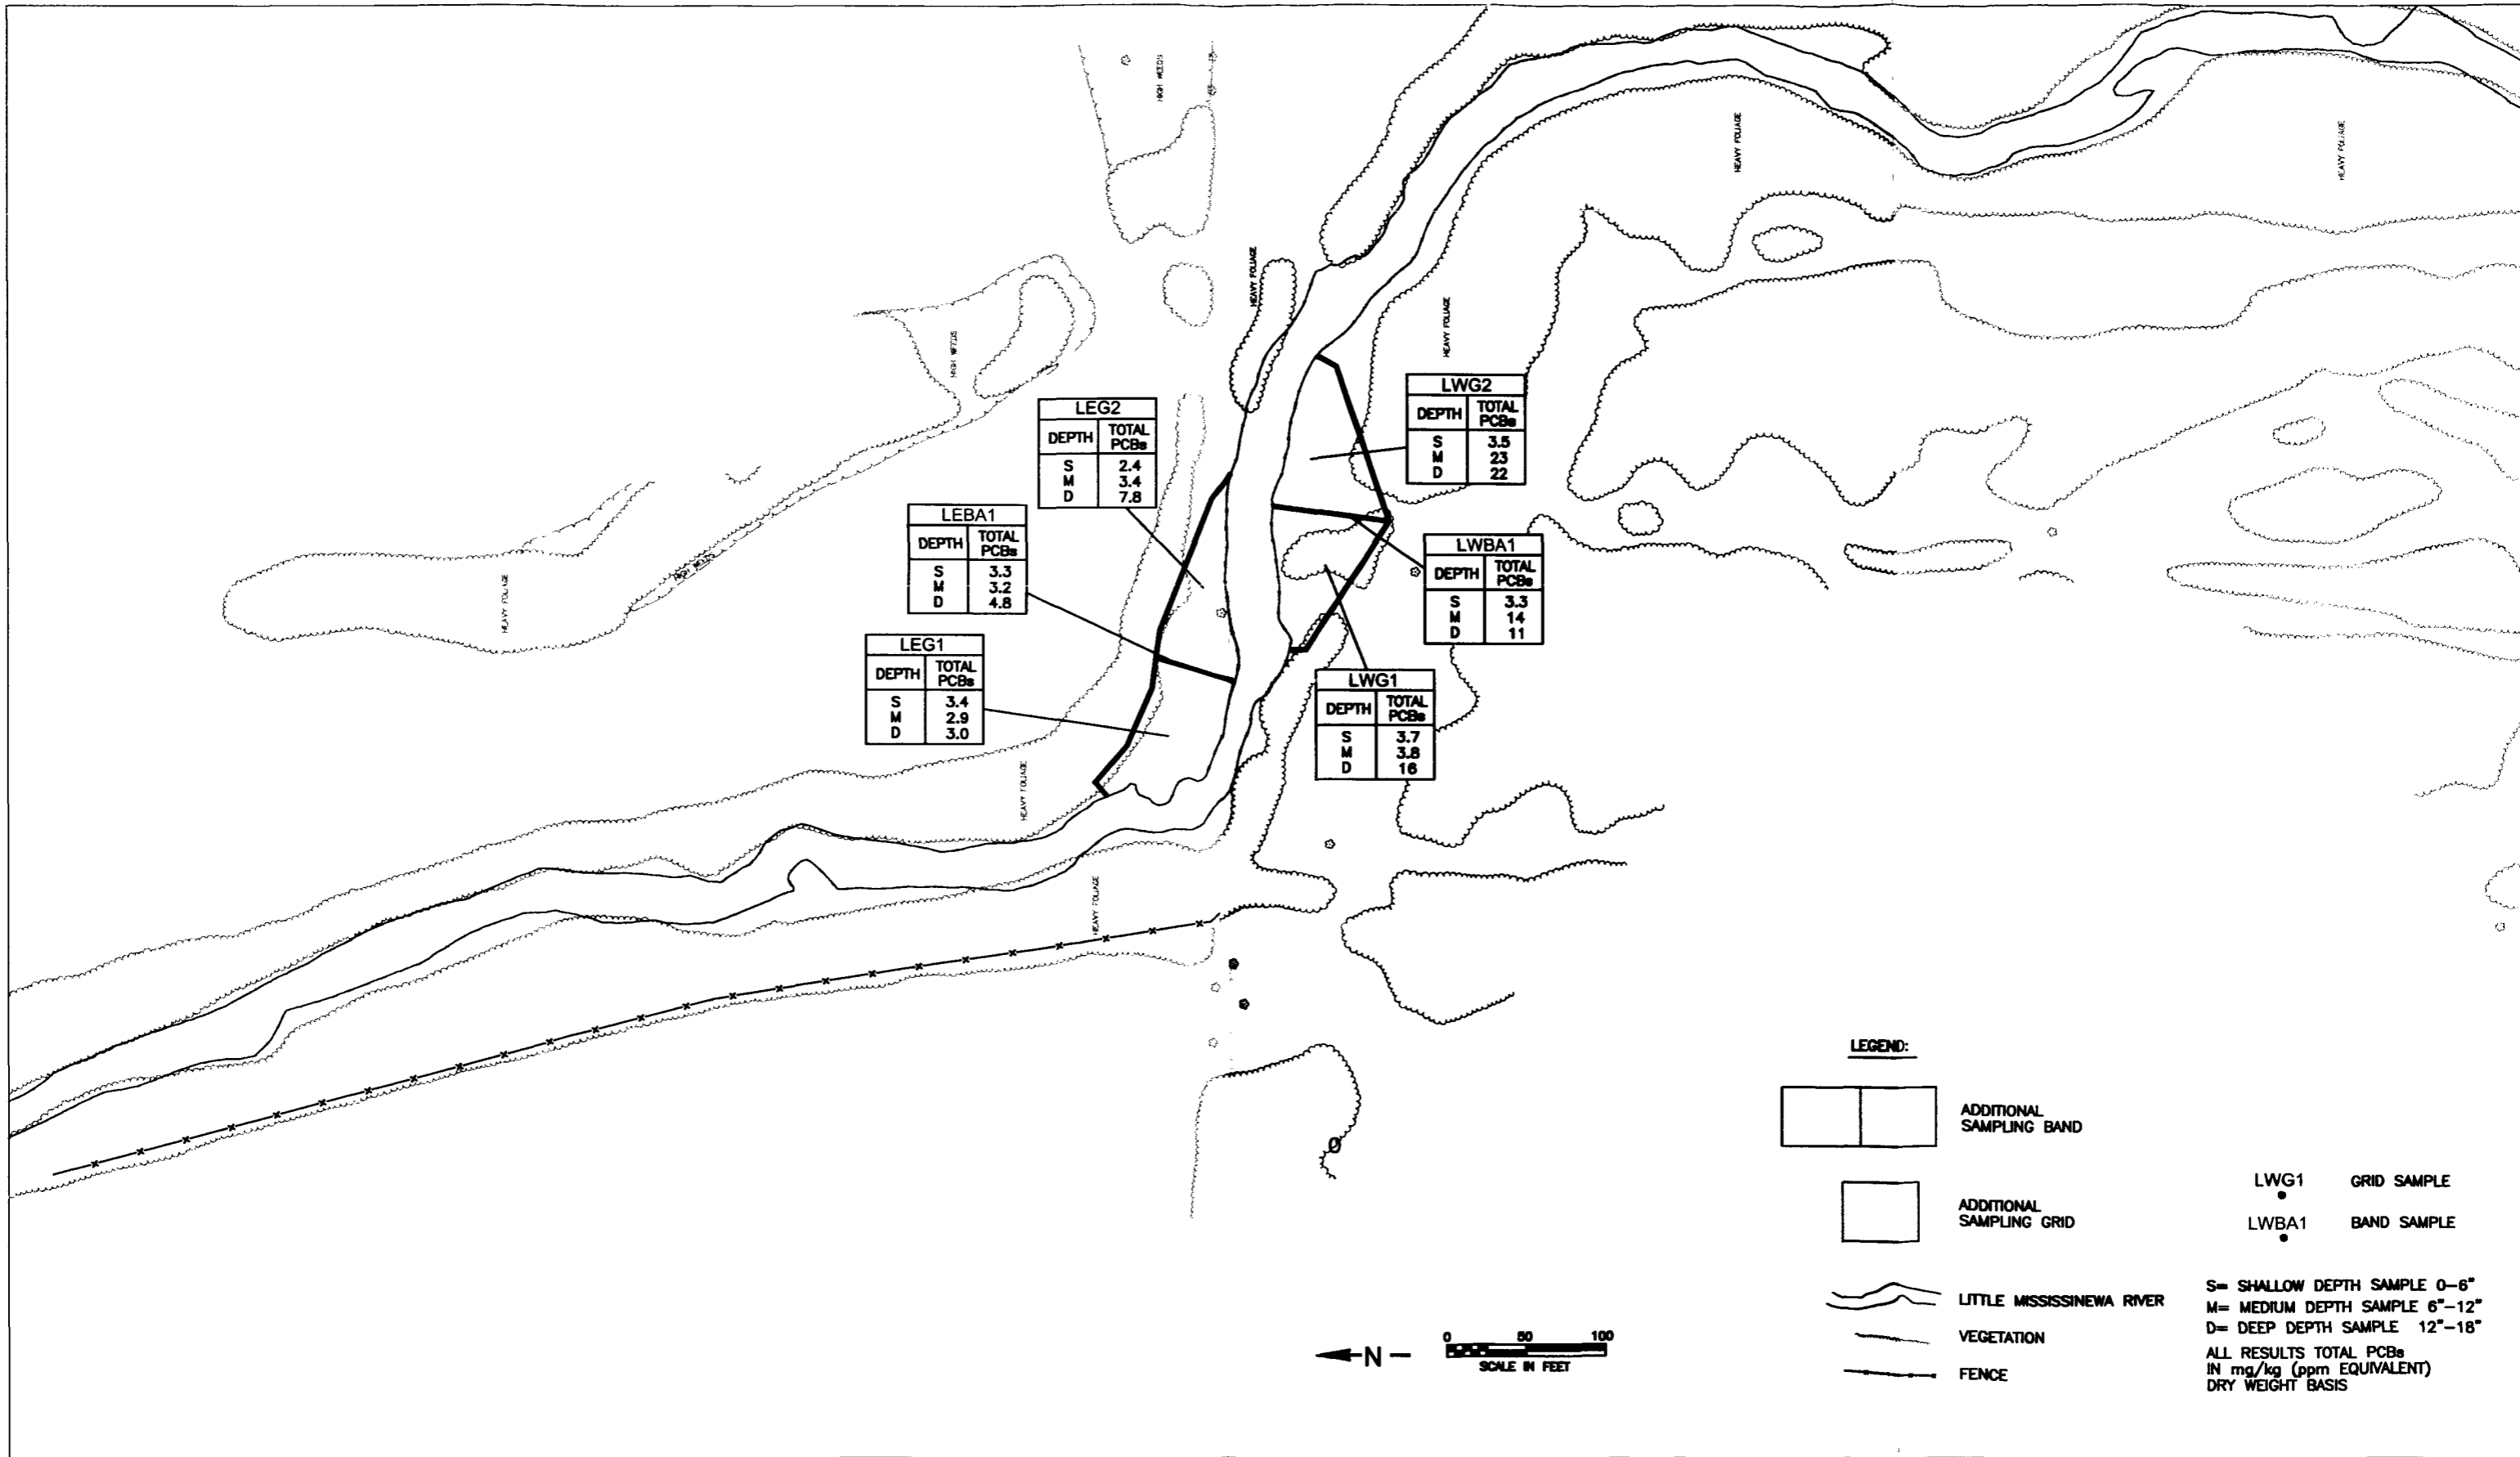 HIGH WEEDS
HEAVY FOLIAGE
HEAVY FOLIAGE
HEAVY FOLIAGE
HEAVY FOLIAGE
HEAVY FOLIAGE
HEAVY FOLIAGE
HEAVY FOLIAGE
LWG2
DEPTH TOTAL
PCBs
S 3.5
M 23
D 22
LEG2
DEPTH TOTAL
PCBs
S 2.4
M 3.4
D 7.8
LEBA1
DEPTH TOTAL
PCBs
S 3.3
M 3.2
D 4.8
LWBA1
DEPTH TOTAL
PCBs
S 3.3
M 14
D 11
LEG1
DEPTH TOTAL
PCBs
S 3.4
M 2.9
D 3.0
LWG1
DEPTH TOTAL
PCBs
S 3.7
M 3.8
D 16
LEGEND:
ADDITIONAL
SAMPLING BAND
ADDITIONAL
SAMPLING GRID
LWG1 GRID SAMPLE
LWBA1 BAND SAMPLE
LITTLE MISSISSINEWA RIVER
VEGETATION
FENCE
S= SHALLOW DEPTH SAMPLE 0-6"
M= MEDIUM DEPTH SAMPLE 6"-12"
D= DEEP DEPTH SAMPLE 12"-18"
ALL RESULTS TOTAL PCBs
IN mg/kg (ppm EQUIVALENT)
DRY WEIGHT BASIS
N
0 50 100
SCALE IN FEET